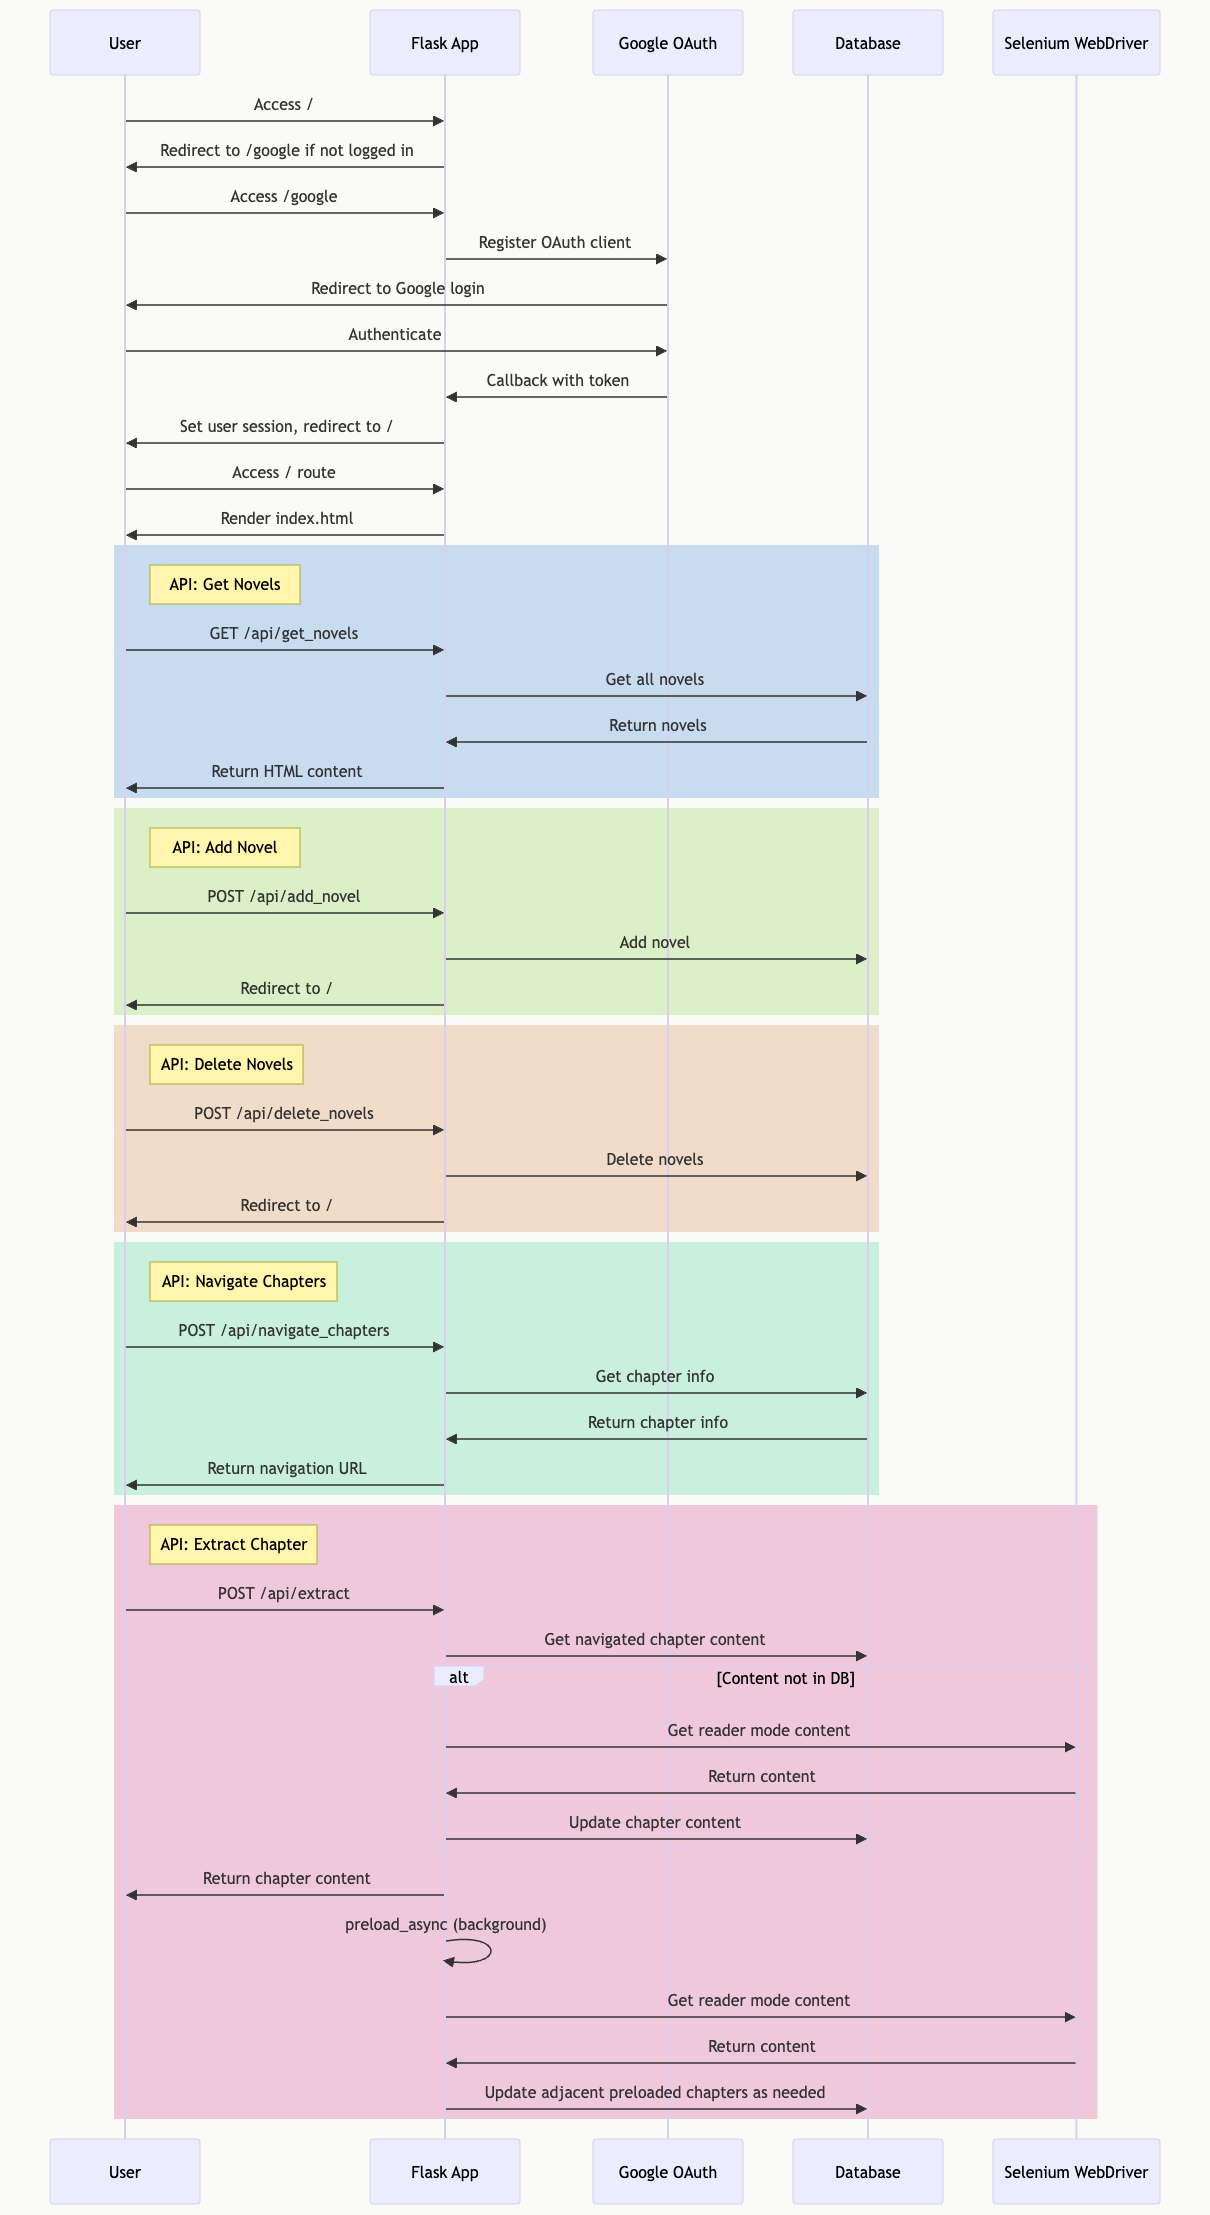 User
Flask App
Google OAuth
Database
Selenium WebDriver
Access /
Redirect to /google if not logged in
Access /google
Register OAuth client
Redirect to Google login
Authenticate
Callback with token
Set user session, redirect to /
Access / route
Render index.html
API: Get Novels
GET /api/get_novels
Get all novels
Return novels
Return HTML content
API: Add Novel
POST /api/add_novel
Add novel
Redirect to /
API: Delete Novels
POST /api/delete_novels
Delete novels
Redirect to /
API: Navigate Chapters
POST /api/navigate_chapters
Get chapter info
Return chapter info
Return navigation URL
API: Extract Chapter
POST /api/extract
Get navigated chapter content
alt
[Content not in DB]
Get reader mode content
Return content
Update chapter content
Return chapter content
preload_async (background)
Get reader mode content
Return content
Update adjacent preloaded chapters as needed
User
Flask App
Google OAuth
Database
Selenium WebDriver